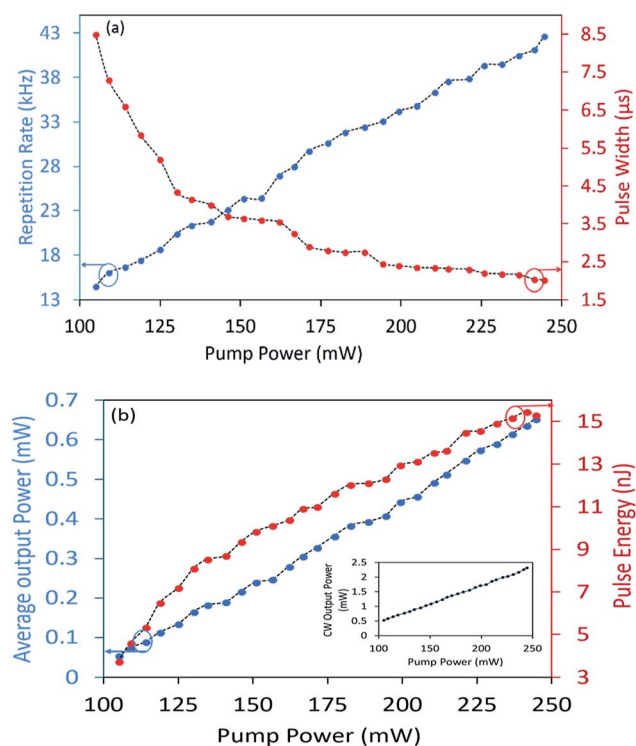 (a)
Repetition Rate (kHz)
43
38
33
28
23
18
13
8.5
7.5
6.5
5.5
4.5
3.5
2.5
1.5
Pulse Width (µs)
100 125 150 175 200 225 250
Pump Power (mW)
(b)
Average output Power (mW)
0.7
0.6
0.5
0.4
0.3
0.2
0.1
0
15
13
11
9
7
5
3
Pulse Energy (nJ)
CW Output Power
(mW)
2.5
2
1.5
1
0.5
0
100 150 200 250
Pump Power (mW)
100 125 150 175 200 225 250
Pump Power (mW)